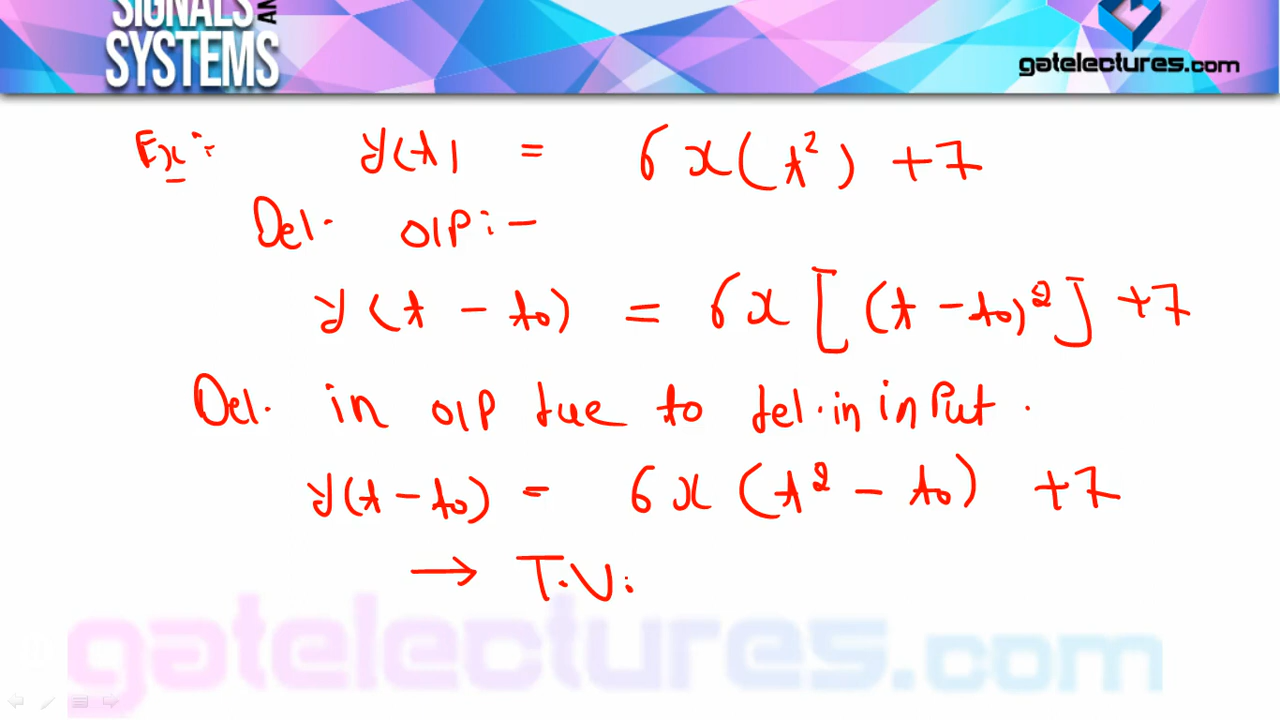 SIGNALS AND
SYSTEMS
gatelectures.com
Ex:- y(t) = 6x(t²) + 7
Del. O/P:-
y(t - t₀) = 6x[(t - t₀)²] + 7
Del. in O/P due to del. in input.
y(t - t₀) = 6x(t² - t₀) + 7
→ T.V.
gatelectures.com